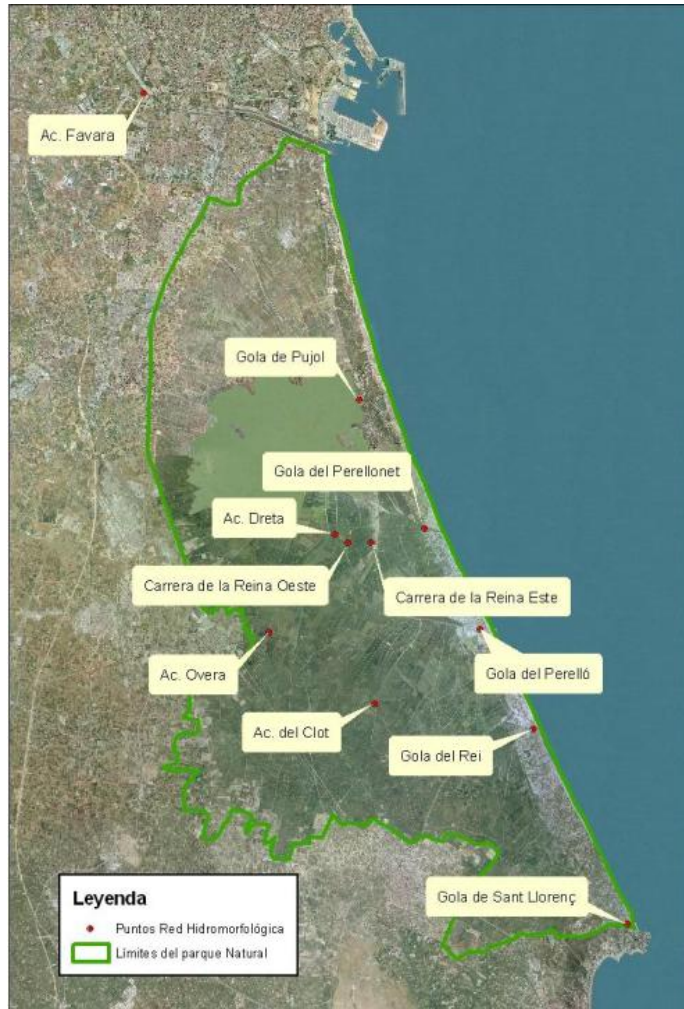 Ac. Favara
Gola de Pujol
Gola del Perellonet
Ac. Dreta
Carrera de la Reina Oeste
Carrera de la Reina Este
Ac. Overa
Gola del Perelló
Ac. del Clot
Gola del Rei
Gola de Sant Llorenç
Leyenda
Puntos Red Hidromorfológica
Límites del parque Natural